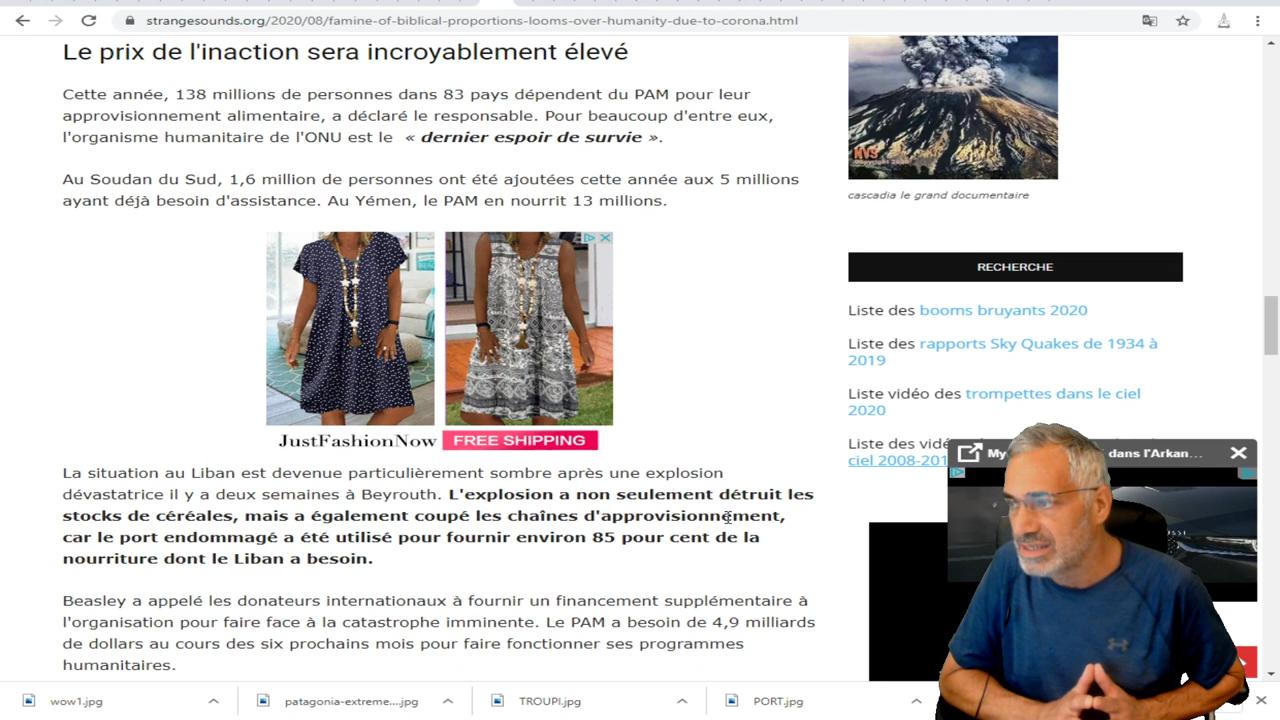 strangesounds.org/2020/08/famine-of-biblical-proportions-looms-over-humanity-due-to-corona.html
Le prix de l'inaction sera incroyablement élevé
Cette année, 138 millions de personnes dans 83 pays dépendent du PAM pour leur
approvisionnement alimentaire, a déclaré le responsable. Pour beaucoup d'entre eux,
l'organisme humanitaire de l'ONU est le « dernier espoir de survie ».
Au Soudan du Sud, 1,6 million de personnes ont été ajoutées cette année aux 5 millions
ayant déjà besoin d'assistance. Au Yémen, le PAM en nourrit 13 millions.
JustFashionNow FREE SHIPPING
La situation au Liban est devenue particulièrement sombre après une explosion
dévastatrice il y a deux semaines à Beyrouth. L'explosion a non seulement détruit les
stocks de céréales, mais a également coupé les chaînes d'approvisionnement,
car le port endommagé a été utilisé pour fournir environ 85 pour cent de la
nourriture dont le Liban a besoin.
Beasley a appelé les donateurs internationaux à fournir un financement supplémentaire à
l'organisation pour faire face à la catastrophe imminente. Le PAM a besoin de 4,9 milliards
de dollars au cours des six prochains mois pour faire fonctionner ses programmes
humanitaires.
MVS
cascadia le grand documentaire
RECHERCHE
Liste des booms bruyants 2020
Liste des rapports Sky Quakes de 1934 à
2019
Liste vidéo des trompettes dans le ciel
2020
Liste des
ciel 2008-201
My
dans l'Arkan...
wow1.jpg
patagonia-extreme....jpg
TROUPI.jpg
PORT.jpg